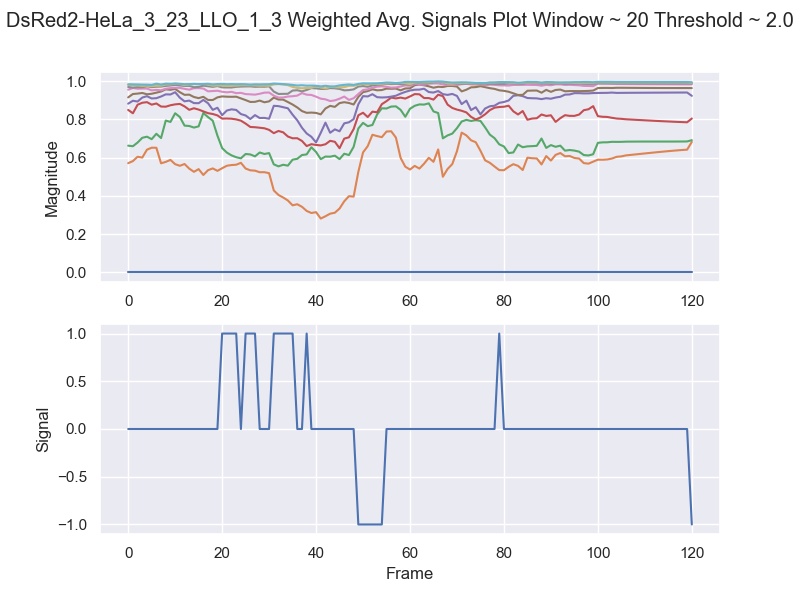 DsRed2-HeLa_3_23_LLO_1_3 Weighted Avg. Signals Plot Window ~ 20 Threshold ~ 2.0
Magnitude
1.0
0.8
0.6
0.4
0.2
0.0
0 20 40 60 80 100 120
Signal
1.0
0.5
0.0
−0.5
−1.0
0 20 40 60 80 100 120
Frame